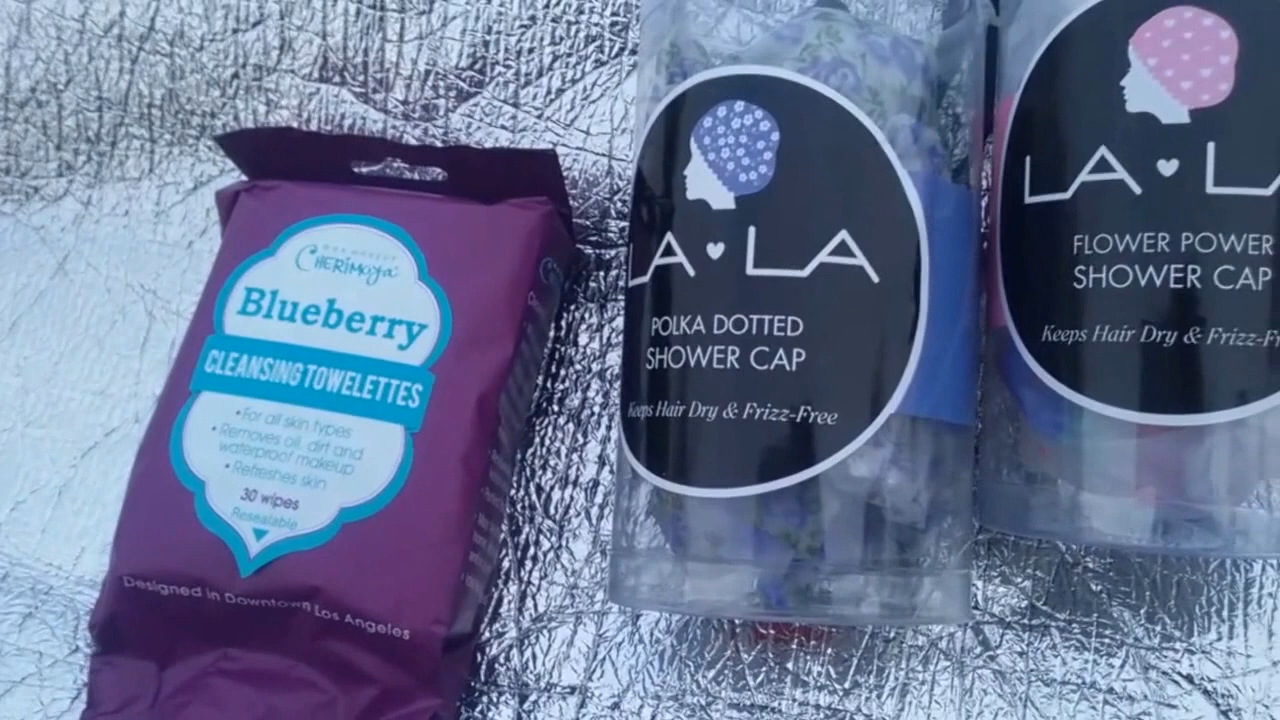 CHERIMOYA
Blueberry
CLEANSING TOWELETTES
•For all skin types
•Removes oil, dirt and
waterproof makeup
•Refreshes skin
30 wipes
Resealable
Designed in Downtown Los Angeles
A♥LA
POLKA DOTTED
SHOWER CAP
Keeps Hair Dry & Frizz-Free
LA♥L
FLOWER POWER
SHOWER CAP
Keeps Hair Dry & Frizz-Fr